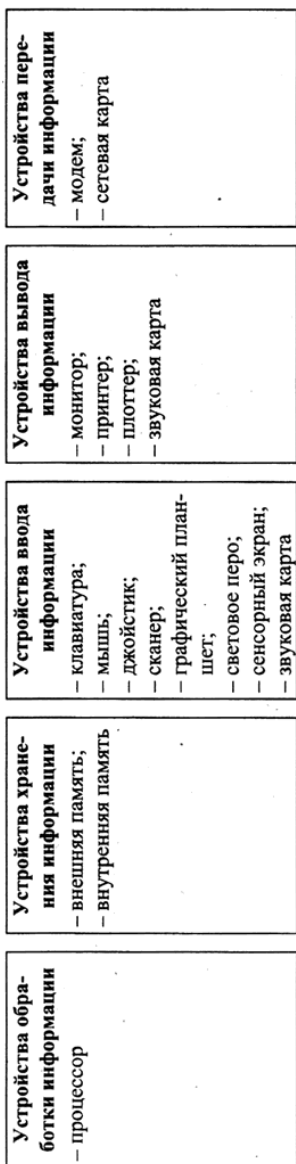 Устройства обра-
ботки информации
– процессор
Устройства хране-
ния информации
– внешняя память;
– внутренняя память
Устройства ввода
информации
– клавиатура;
– мышь;
– джойстик;
– сканер;
– графический план-
шет;
– световое перо;
– сенсорный экран;
– звуковая карта
Устройства вывода
информации
– монитор;
– принтер;
– плоттер;
– звуковая карта
Устройства пере-
дачи информации
– модем;
– сетевая карта